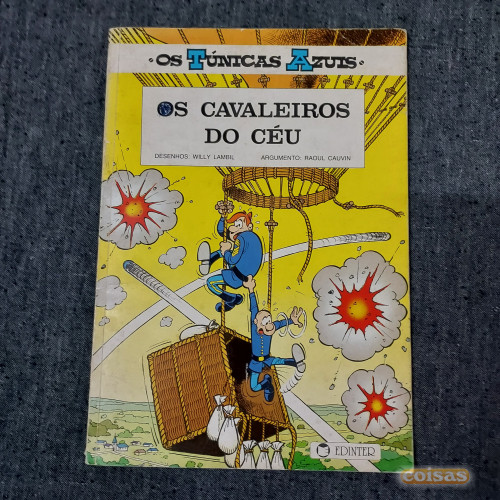 OS TÚNICAS AZUIS
OS CAVALEIROS
DO CÉU
DESENHOS: WILLY LAMBIL ARGUMENTO: RAOUL CAUVIN
EDINTER
coisas